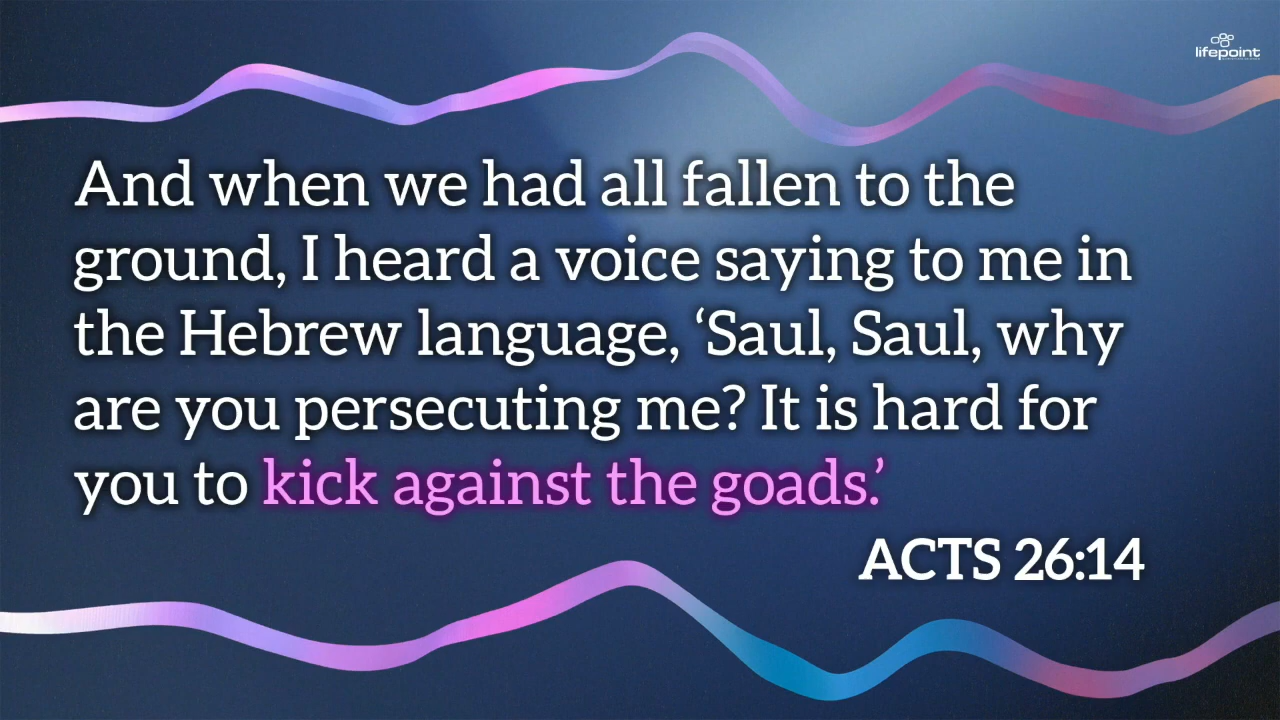 lifepoint
And when we had all fallen to the
ground, I heard a voice saying to me in
the Hebrew language, ‘Saul, Saul, why
are you persecuting me? It is hard for
you to kick against the goads.’
ACTS 26:14